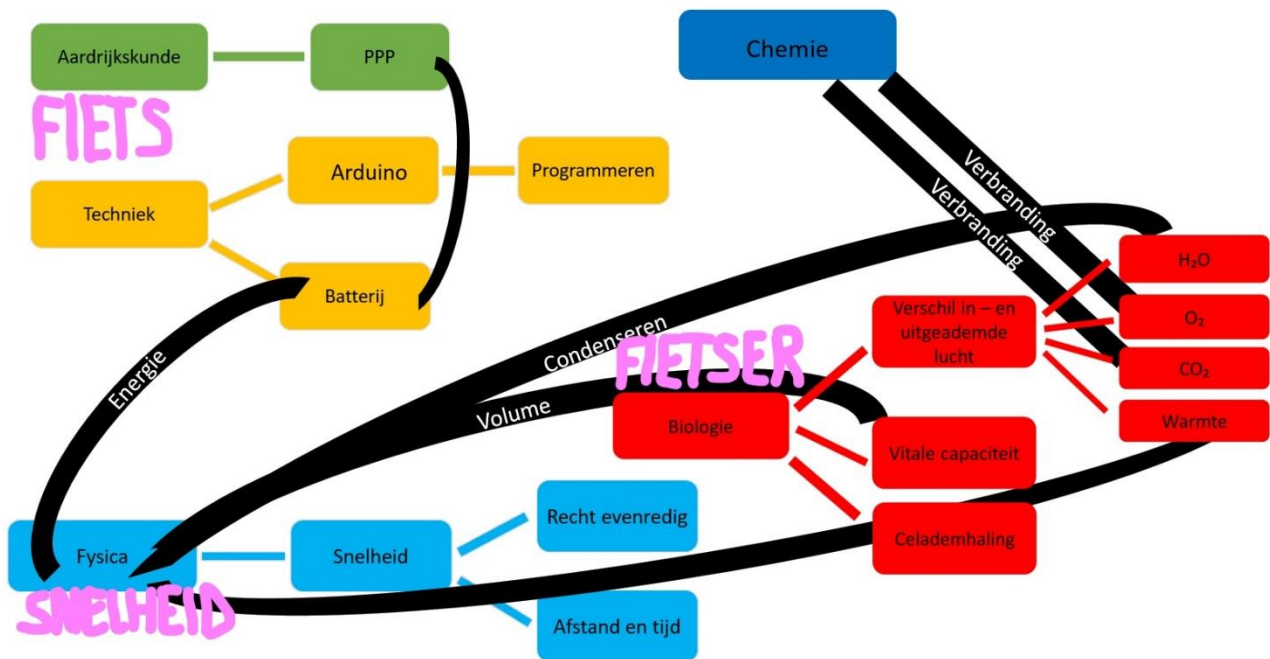 Aardrijkskunde
PPP
Chemie
FIETS
Arduino
Programmeren
Techniek
Batterij
Verbranding
Verbranding
H₂O
Verschil in – en
uitgeademde
lucht
O₂
CO₂
Warmte
Energie
Condenseren
Volume
FIETSER
Biologie
Vitale capaciteit
Celademhaling
Recht evenredig
Fysica
Snelheid
SNELHEID
Afstand en tijd